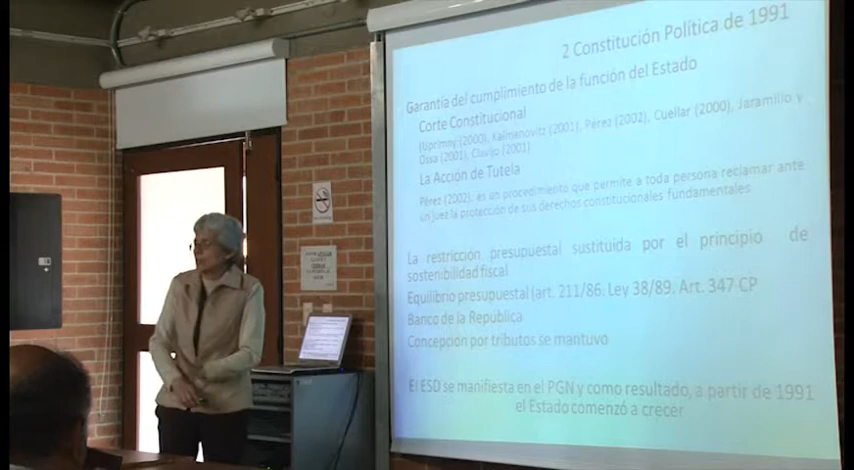 2 Constitución Política de 1991
Garantía del cumplimiento de la función del Estado
Corte Constitucional
(Uprimny (2000), Kalmanovitz (2001), Pérez (2002), Cuellar (2000), Jaramillo y
Ossa (2001), Clavijo (2001)
La Acción de Tutela
Pérez (2002): es un procedimiento que permite a toda persona reclamar ante
un juez la protección de sus derechos constitucionales fundamentales
La restricción presupuestal sustituida por el principio de
sostenibilidad fiscal
Equilibrio presupuestal (art. 211/86. Ley 38/89. Art. 347 CP
Banco de la República
Concepción por tributos se mantuvo
El ESD se manifiesta en el PGN y como resultado, a partir de 1991
el Estado comenzó a crecer